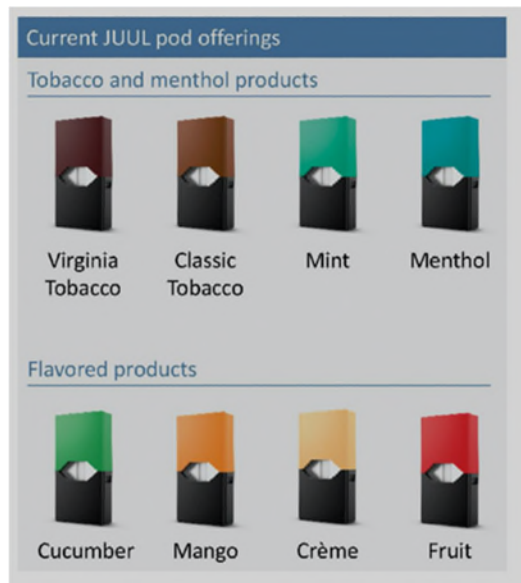 Current JUUL pod offerings
Tobacco and menthol products
Virginia
Tobacco
Classic
Tobacco
Mint
Menthol
Flavored products
Cucumber
Mango
Crème
Fruit